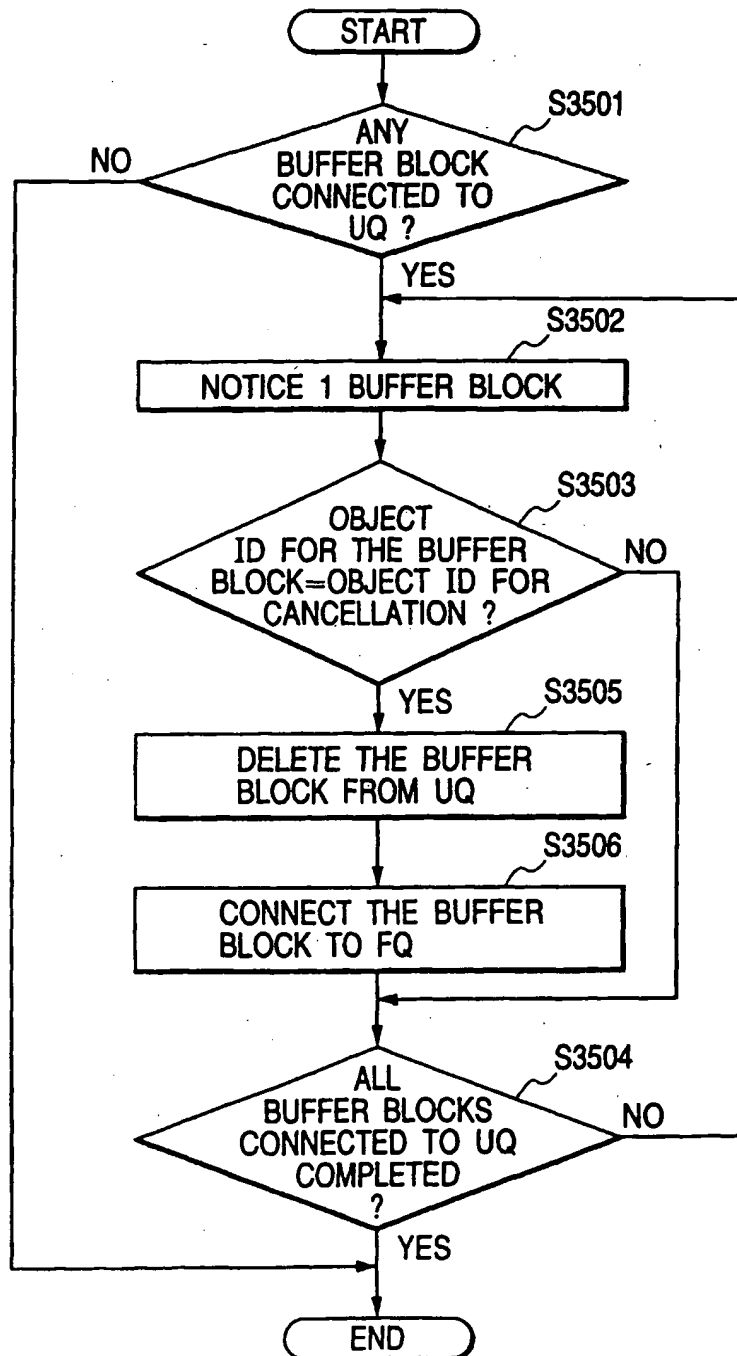 START
S3501
ANY
BUFFER BLOCK
CONNECTED TO
UQ ?
NO
YES
S3502
NOTICE 1 BUFFER BLOCK
S3503
OBJECT
ID FOR THE BUFFER
BLOCK=OBJECT ID FOR
CANCELLATION ?
NO
YES
S3505
DELETE THE BUFFER
BLOCK FROM UQ
S3506
CONNECT THE BUFFER
BLOCK TO FQ
S3504
ALL
BUFFER BLOCKS
CONNECTED TO UQ
COMPLETED
?
NO
YES
END